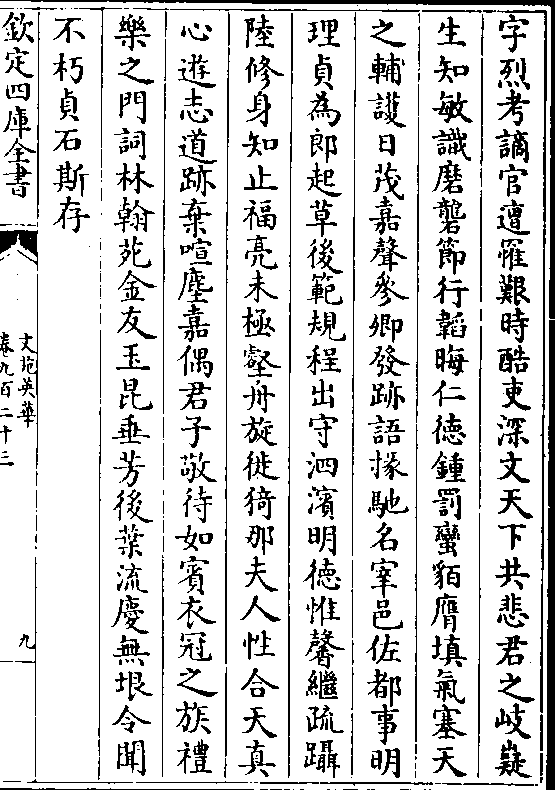 字烈考謫官遭罹艱時酷吏深文天下共悲君之岐嶷
生知敏識磨礱節行韜晦仁德鍾罰蠻貊膺填氣塞天
之輔護日茂嘉聲參卿發跡語掾馳名宰邑佐都事明
理貞為郎起草後範規程出守泗濱明德惟馨繼疏躡
陸修身知止福亮未極壑舟旋徙猗那夫人性合天真
心遊志道跡棄喧塵嘉偶君子敬待如賓衣冠之族禮
樂之門詞林翰苑金友玉昆垂芳後葉流慶無垠令聞
不朽貞石斯存
欽定四庫全書
文苑英華
卷九百二十三
九